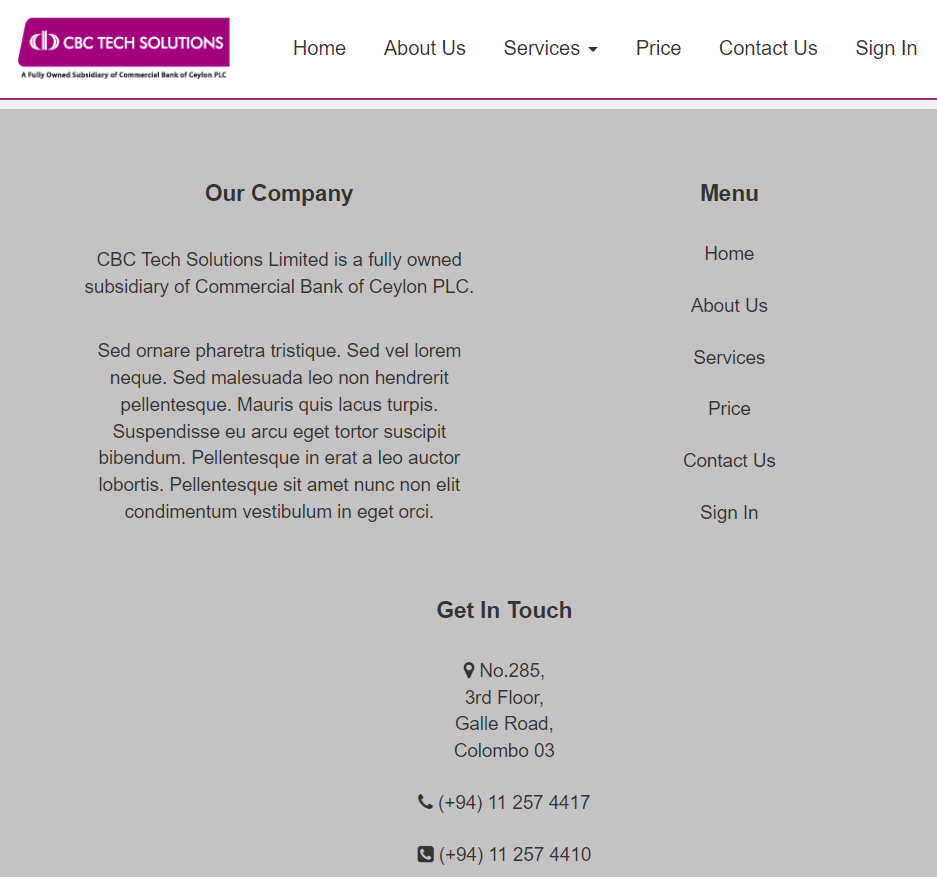 CBC TECH SOLUTIONS
A Fully Owned Subsidiary of Commercial Bank of Ceylon PLC
Home
About Us
Services
Price
Contact Us
Sign In
Our Company
CBC Tech Solutions Limited is a fully owned
subsidiary of Commercial Bank of Ceylon PLC.
Sed ornare pharetra tristique. Sed vel lorem
neque. Sed malesuada leo non hendrerit
pellentesque. Mauris quis lacus turpis.
Suspendisse eu arcu eget tortor suscipit
bibendum. Pellentesque in erat a leo auctor
lobortis. Pellentesque sit amet nunc non elit
condimentum vestibulum in eget orci.
Menu
Home
About Us
Services
Price
Contact Us
Sign In
Get In Touch
No.285,
3rd Floor,
Galle Road,
Colombo 03
(+94) 11 257 4417
(+94) 11 257 4410